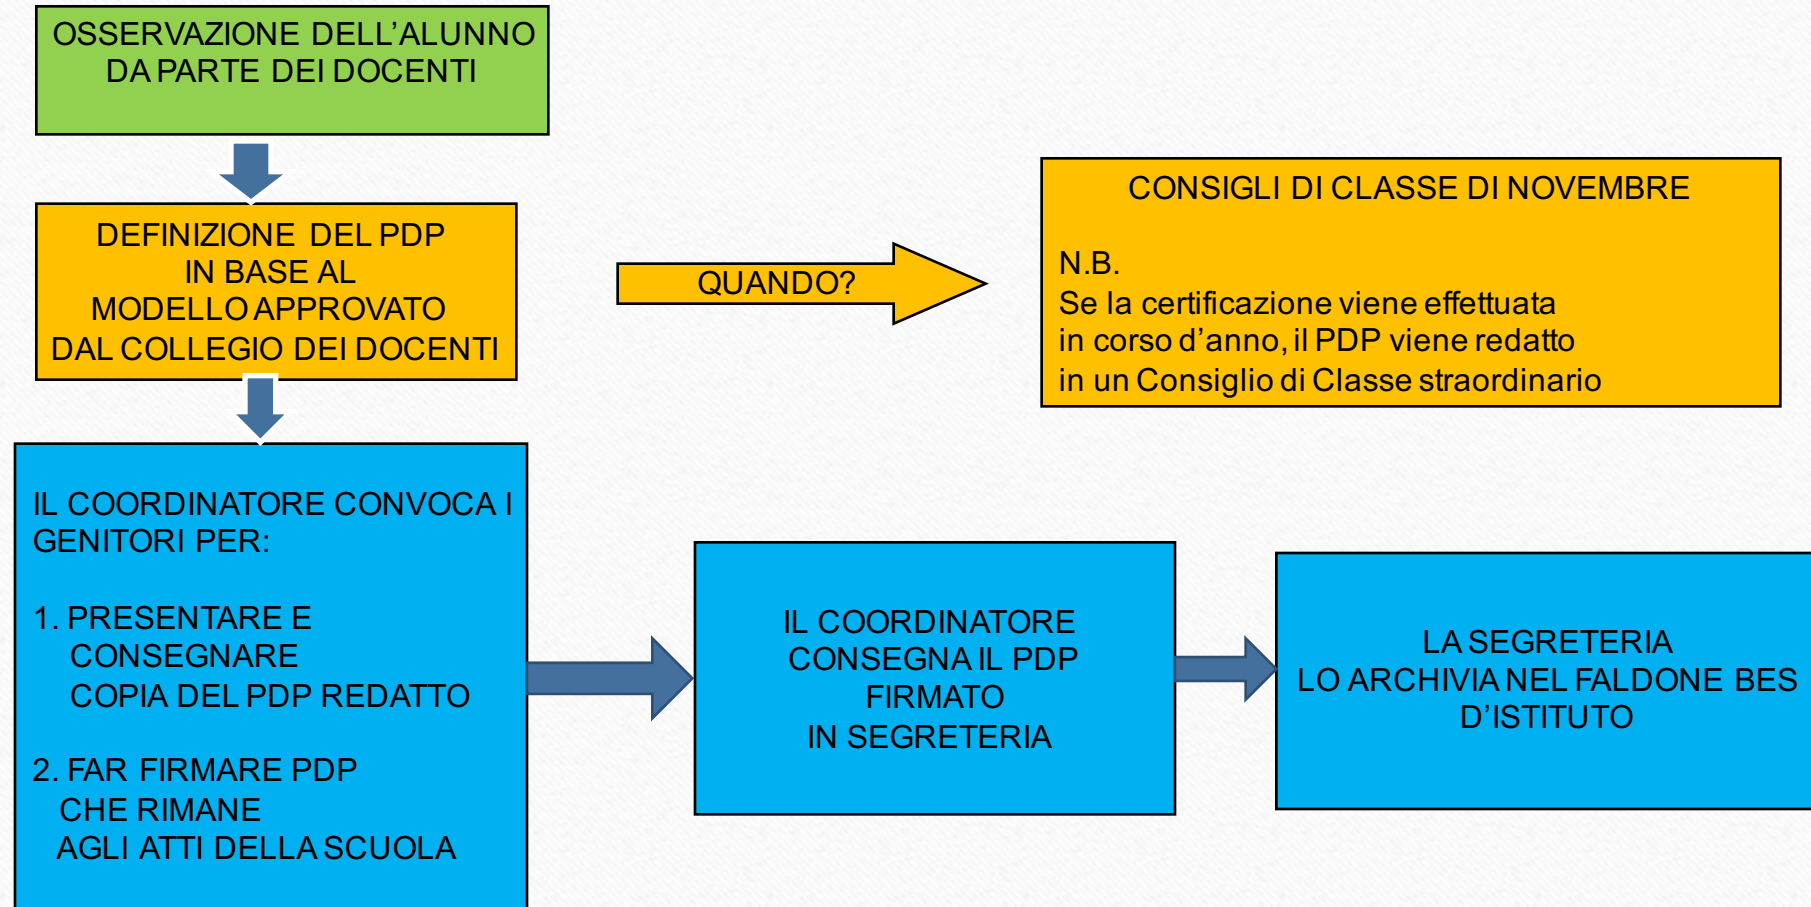 OSSERVAZIONE DELL’ALUNNO
DA PARTE DEI DOCENTI
DEFINIZIONE DEL PDP
IN BASE AL
MODELLO APPROVATO
DAL COLLEGIO DEI DOCENTI
QUANDO?
CONSIGLI DI CLASSE DI NOVEMBRE
N.B.
Se la certificazione viene effettuata
in corso d’anno, il PDP viene redatto
in un Consiglio di Classe straordinario
IL COORDINATORE CONVOCA I
GENITORI PER:
1. PRESENTARE E
CONSEGNARE
COPIA DEL PDP REDATTO
2. FAR FIRMARE PDP
CHE RIMANE
AGLI ATTI DELLA SCUOLA
IL COORDINATORE
CONSEGNA IL PDP
FIRMATO
IN SEGRETERIA
LA SEGRETERIA
LO ARCHIVIA NEL FALDONE BES
D’ISTITUTO